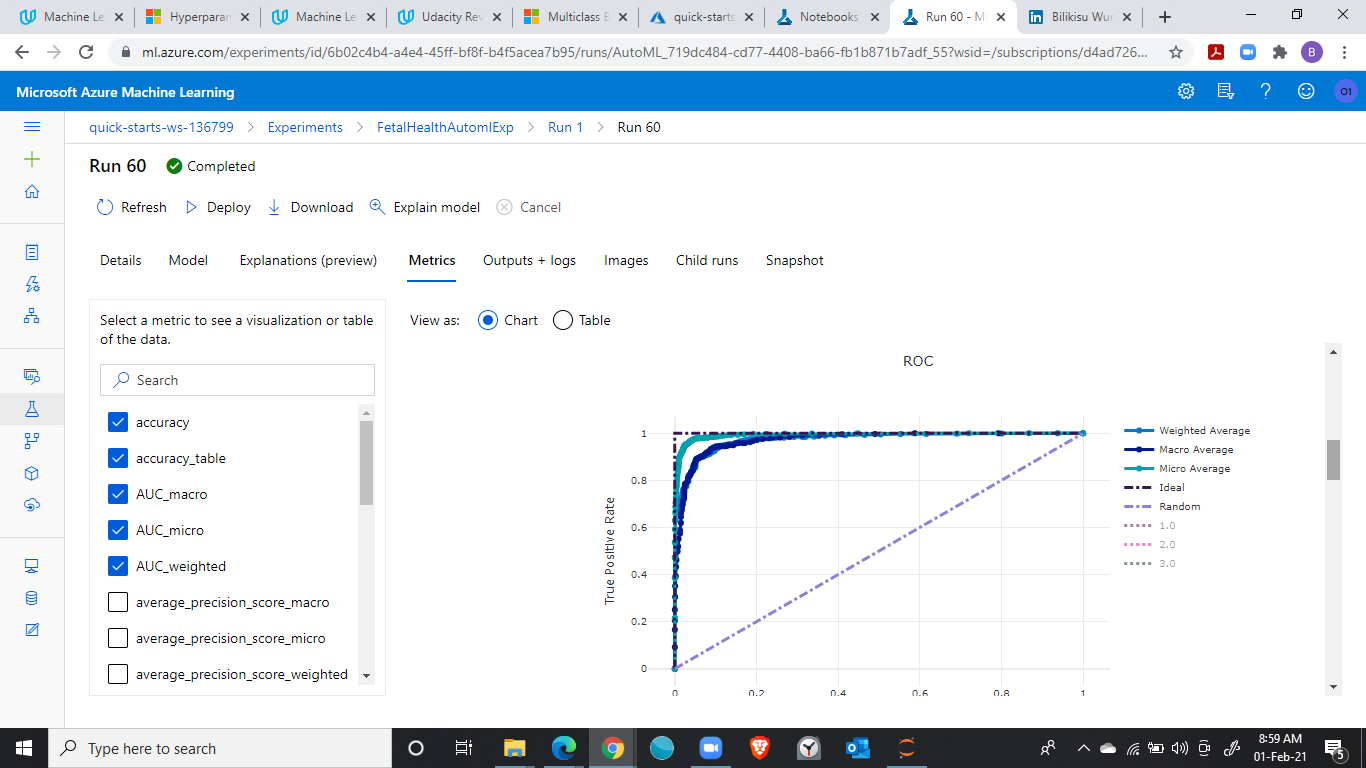 Machine Le
Hyperparan
Machine Le
Udacity Rev
Multiclass B
quick-starts
Notebooks
Run 60 - M
Bilikisu Wur
ml.azure.com/experiments/id/6b02c4b4-a4e4-45ff-bf8f-b4f5acea7b95/runs/AutoML_719dc484-cd77-4408-ba66-fb1b871b7adf_55?wsid=/subscriptions/d4ad726...
B
Microsoft Azure Machine Learning
O1
quick-starts-ws-136799 > Experiments > FetalHealthAutomlExp > Run 1 > Run 60
Run 60 Completed
Refresh Deploy Download Explain model Cancel
Details Model Explanations (preview) Metrics Outputs + logs Images Child runs Snapshot
Select a metric to see a visualization or table
of the data.
Search
accuracy
accuracy_table
AUC_macro
AUC_micro
AUC_weighted
average_precision_score_macro
average_precision_score_micro
average_precision_score_weighted
View as: Chart Table
ROC
True Positive Rate
1
0.8
0.6
0.4
0.2
0
0 0.2 0.4 0.6 0.8 1
Weighted Average
Macro Average
Micro Average
Ideal
Random
1.0
2.0
3.0
Type here to search
8:59 AM
01-Feb-21
5